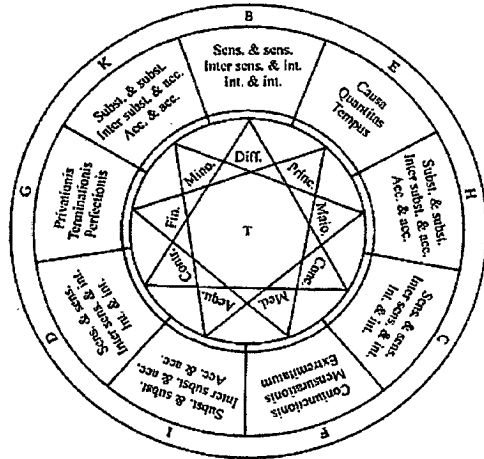 B
Sens. & sens.
Inter sens. & int.
Int. & int.
E
Causa
Quantitas
Tempus
H
Subst. & subst.
Inter subst. & acc.
Acc. & acc.
C
Sens. & sens.
Inter sens. & int.
Int. & int.
F
Conjunctionis
Mensurationis
Extremitatum
I
Subst. & subst.
Inter subst. & acc.
Acc. & acc.
D
Sens. & sens.
Inter sens. & int.
Int. & int.
G
Privationis
Terminationis
Perfectionis
K
Subst. & subst.
Inter subst. & acc.
Acc. & acc.
Diff.
Princ.
Maio.
Conc.
Med.
Aequ.
Contr.
Fin.
Mino.
T